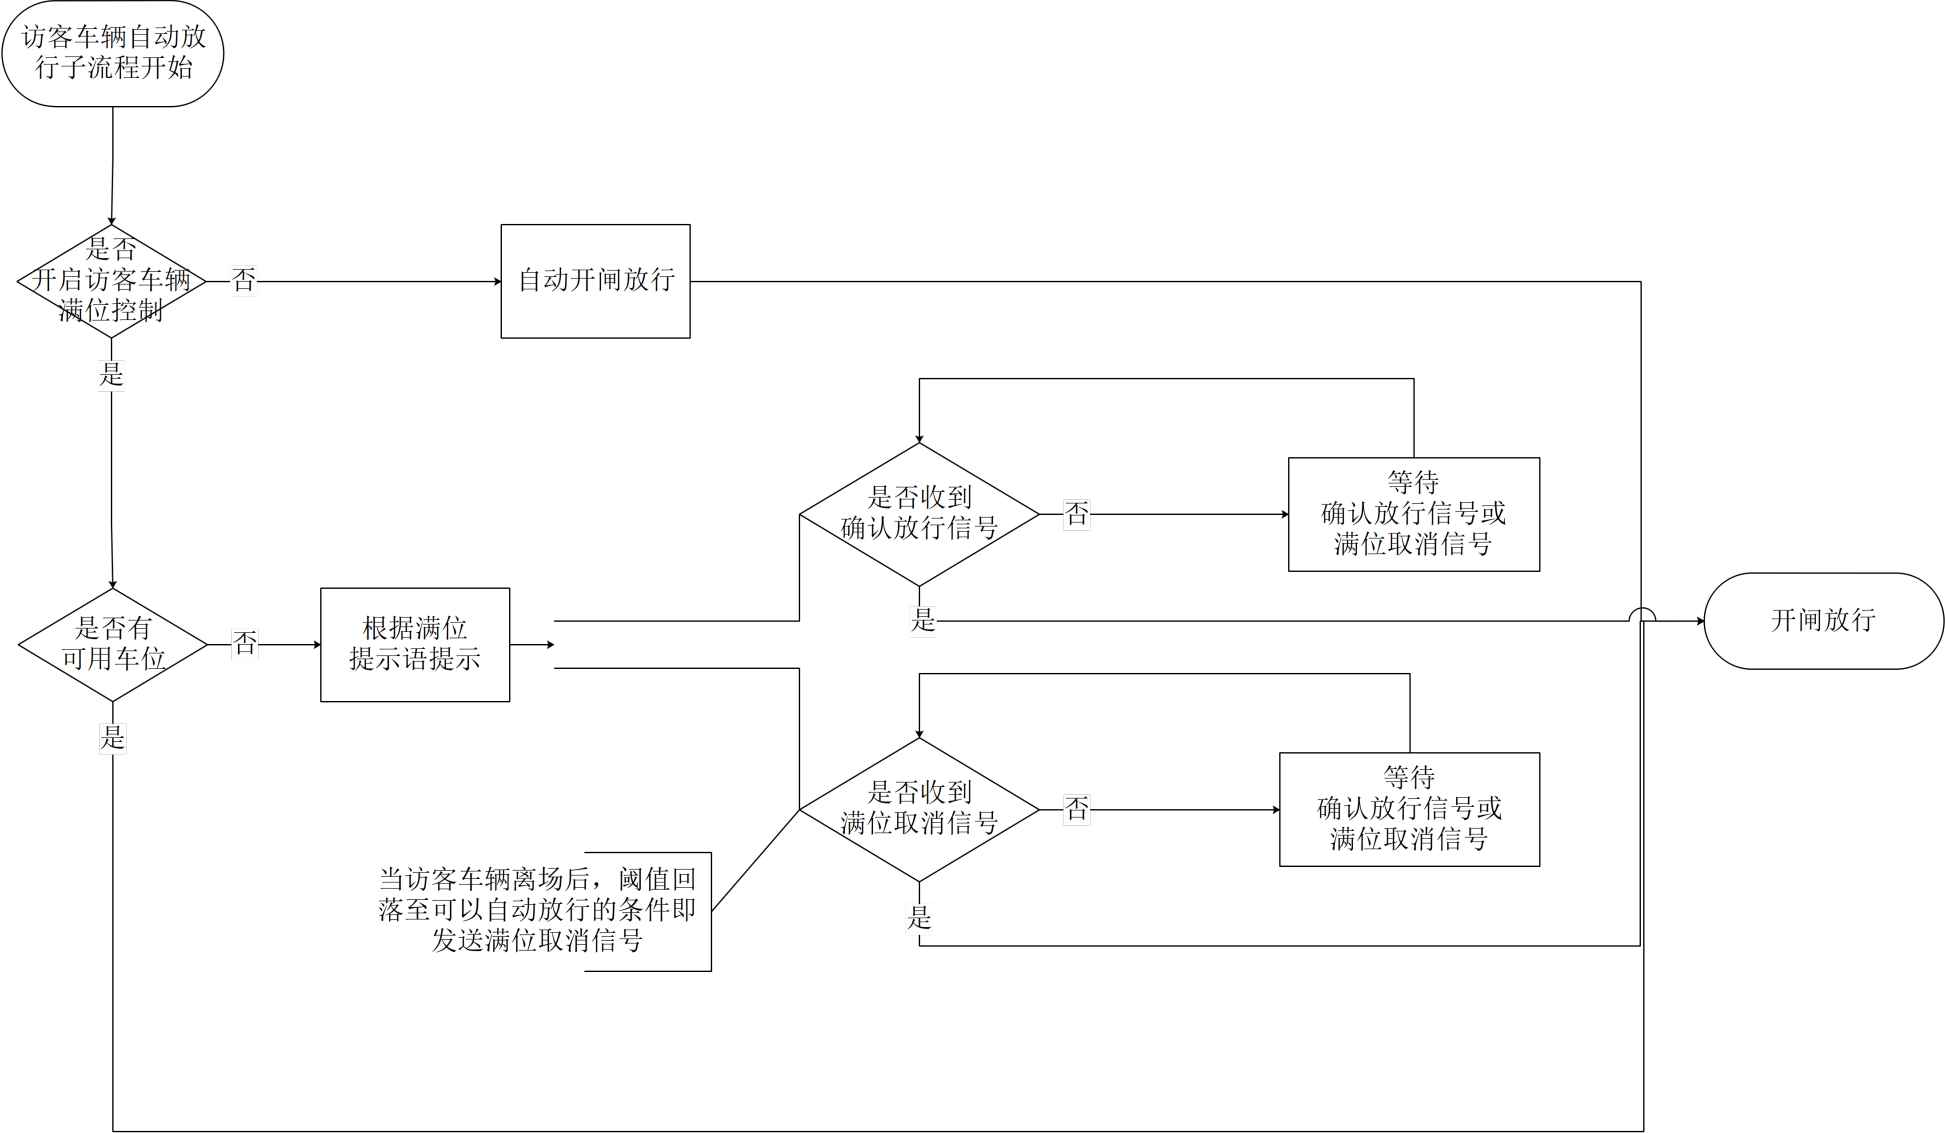 访客车辆自动放
行子流程开始
是否
开启访客车辆
满位控制
否
自动开闸放行
是
是否收到
确认放行信号
否
等待
确认放行信号或
满位取消信号
是
是否有
可用车位
否
根据满位
提示语提示
开闸放行
是
是否收到
满位取消信号
否
等待
确认放行信号或
满位取消信号
当访客车辆离场后，阈值回
落至可以自动放行的条件即
发送满位取消信号
是